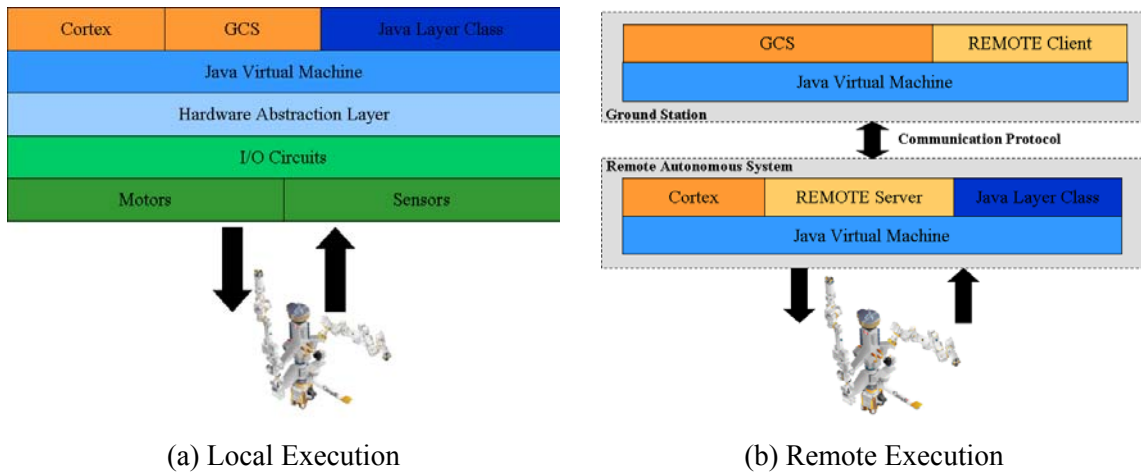 Cortex GCS Java Layer Class
Java Virtual Machine
Hardware Abstraction Layer
I/O Circuits
Motors Sensors
(a) Local Execution
GCS REMOTE Client
Java Virtual Machine
Ground Station
Communication Protocol
Remote Autonomous System
Cortex REMOTE Server Java Layer Class
Java Virtual Machine
(b) Remote Execution